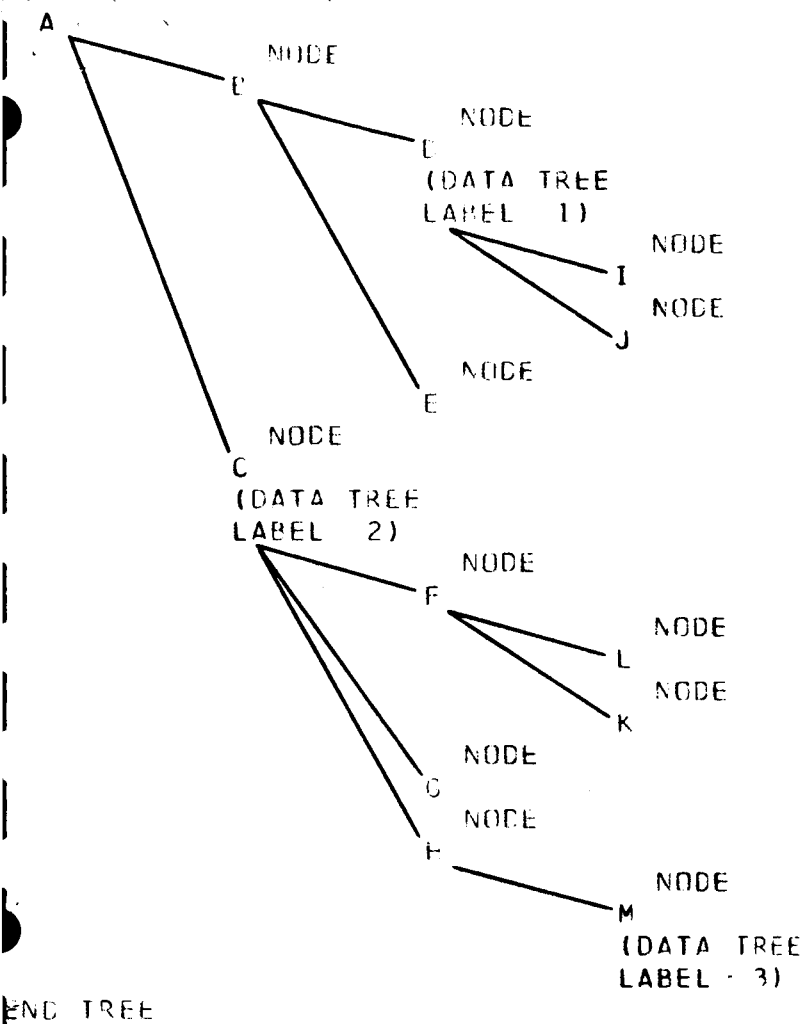 A
NODE
B
NODE
D
(DATA TREE
LABEL 1)
NODE
I
NODE
J
NODE
E
NODE
C
(DATA TREE
LABEL 2)
NODE
F
NODE
L
NODE
K
NODE
G
NODE
H
NODE
M
(DATA TREE
LABEL - 3)
END TREE